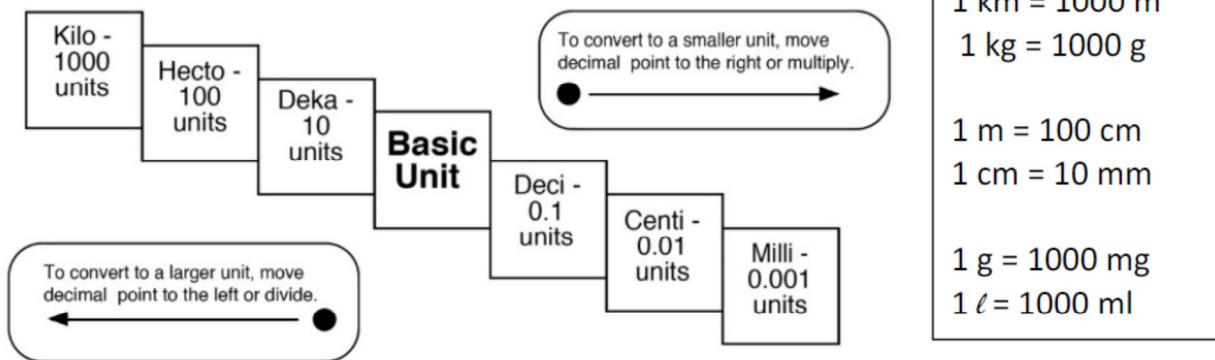 Kilo -
1000
units
Hecto -
100
units
Deka -
10
units
Basic
Unit
Deci -
0.1
units
Centi -
0.01
units
Milli -
0.001
units
To convert to a smaller unit, move
decimal point to the right or multiply.
To convert to a larger unit, move
decimal point to the left or divide.
1 km = 1000 m
1 kg = 1000 g
1 m = 100 cm
1 cm = 10 mm
1 g = 1000 mg
1 ℓ = 1000 ml